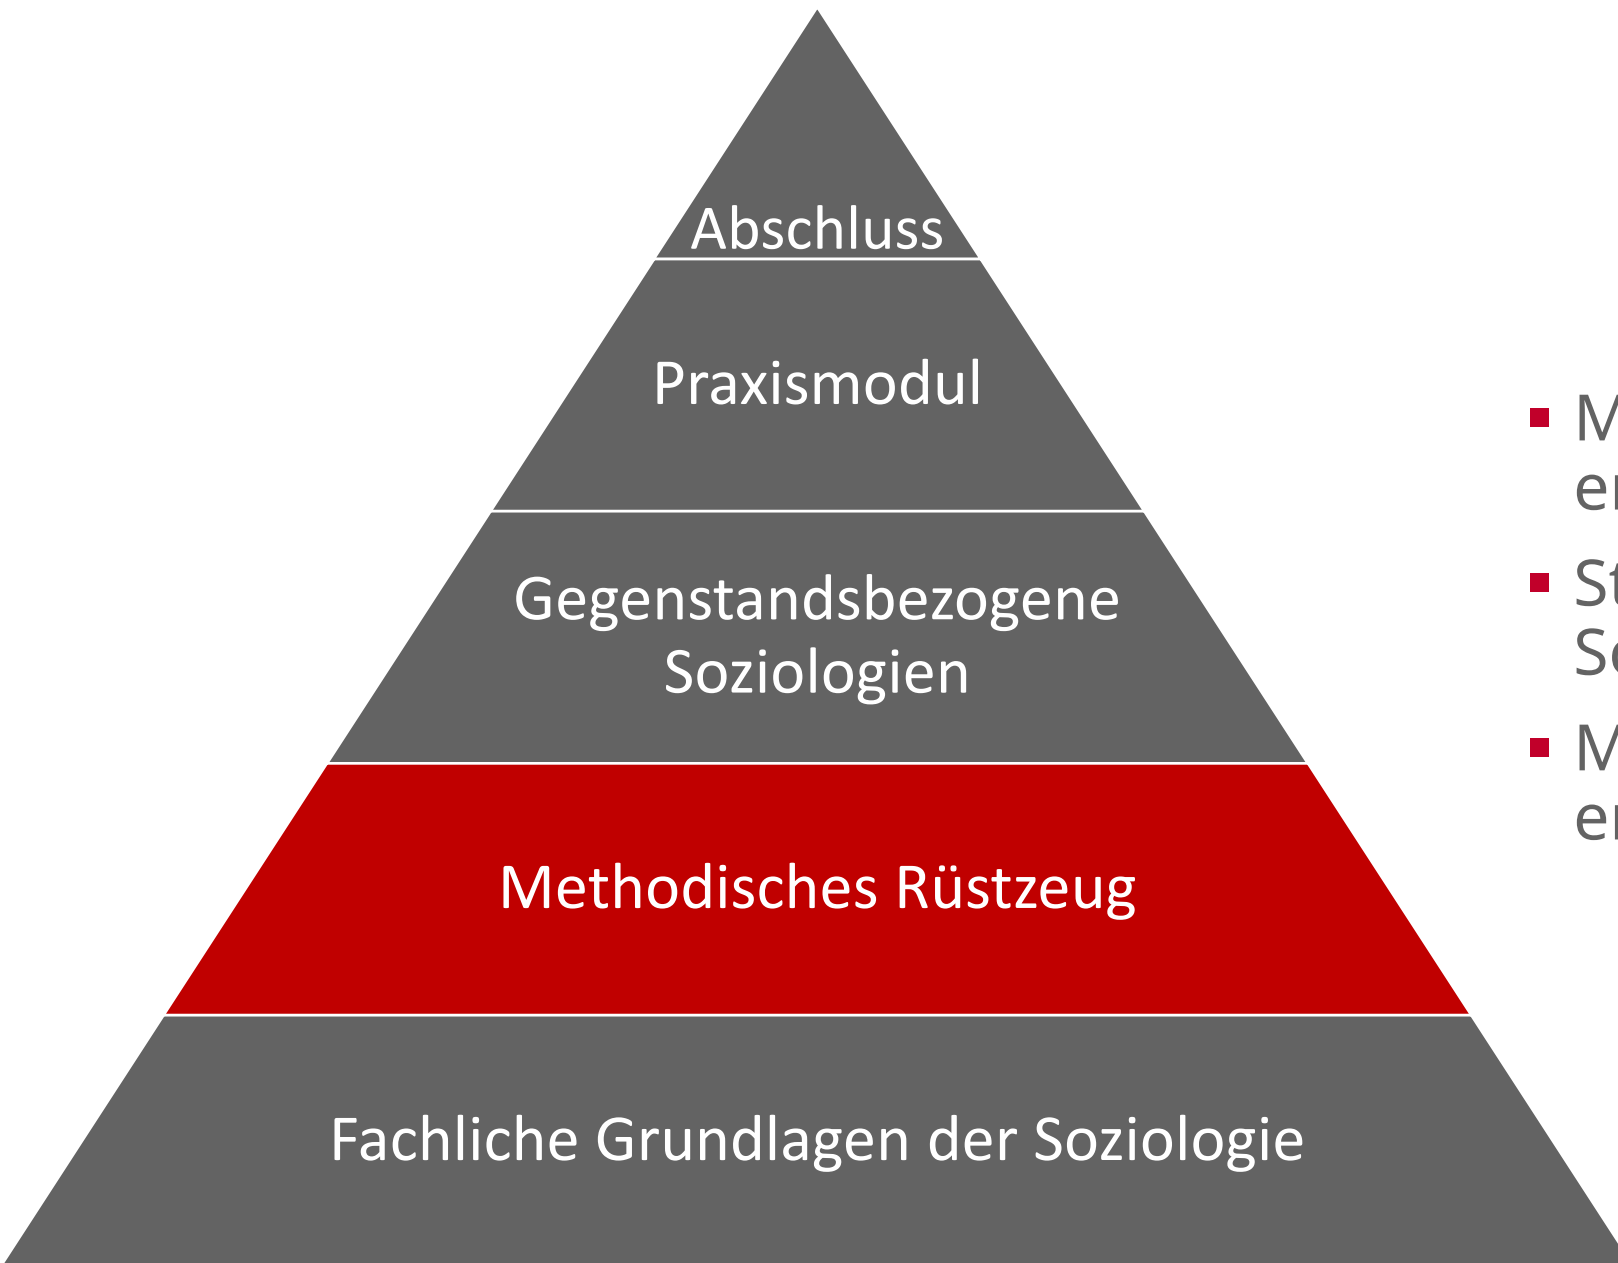 Abschluss
Praxismodul
Gegenstandsbezogene
Soziologien
Methodisches Rüstzeug
Fachliche Grundlagen der Soziologie